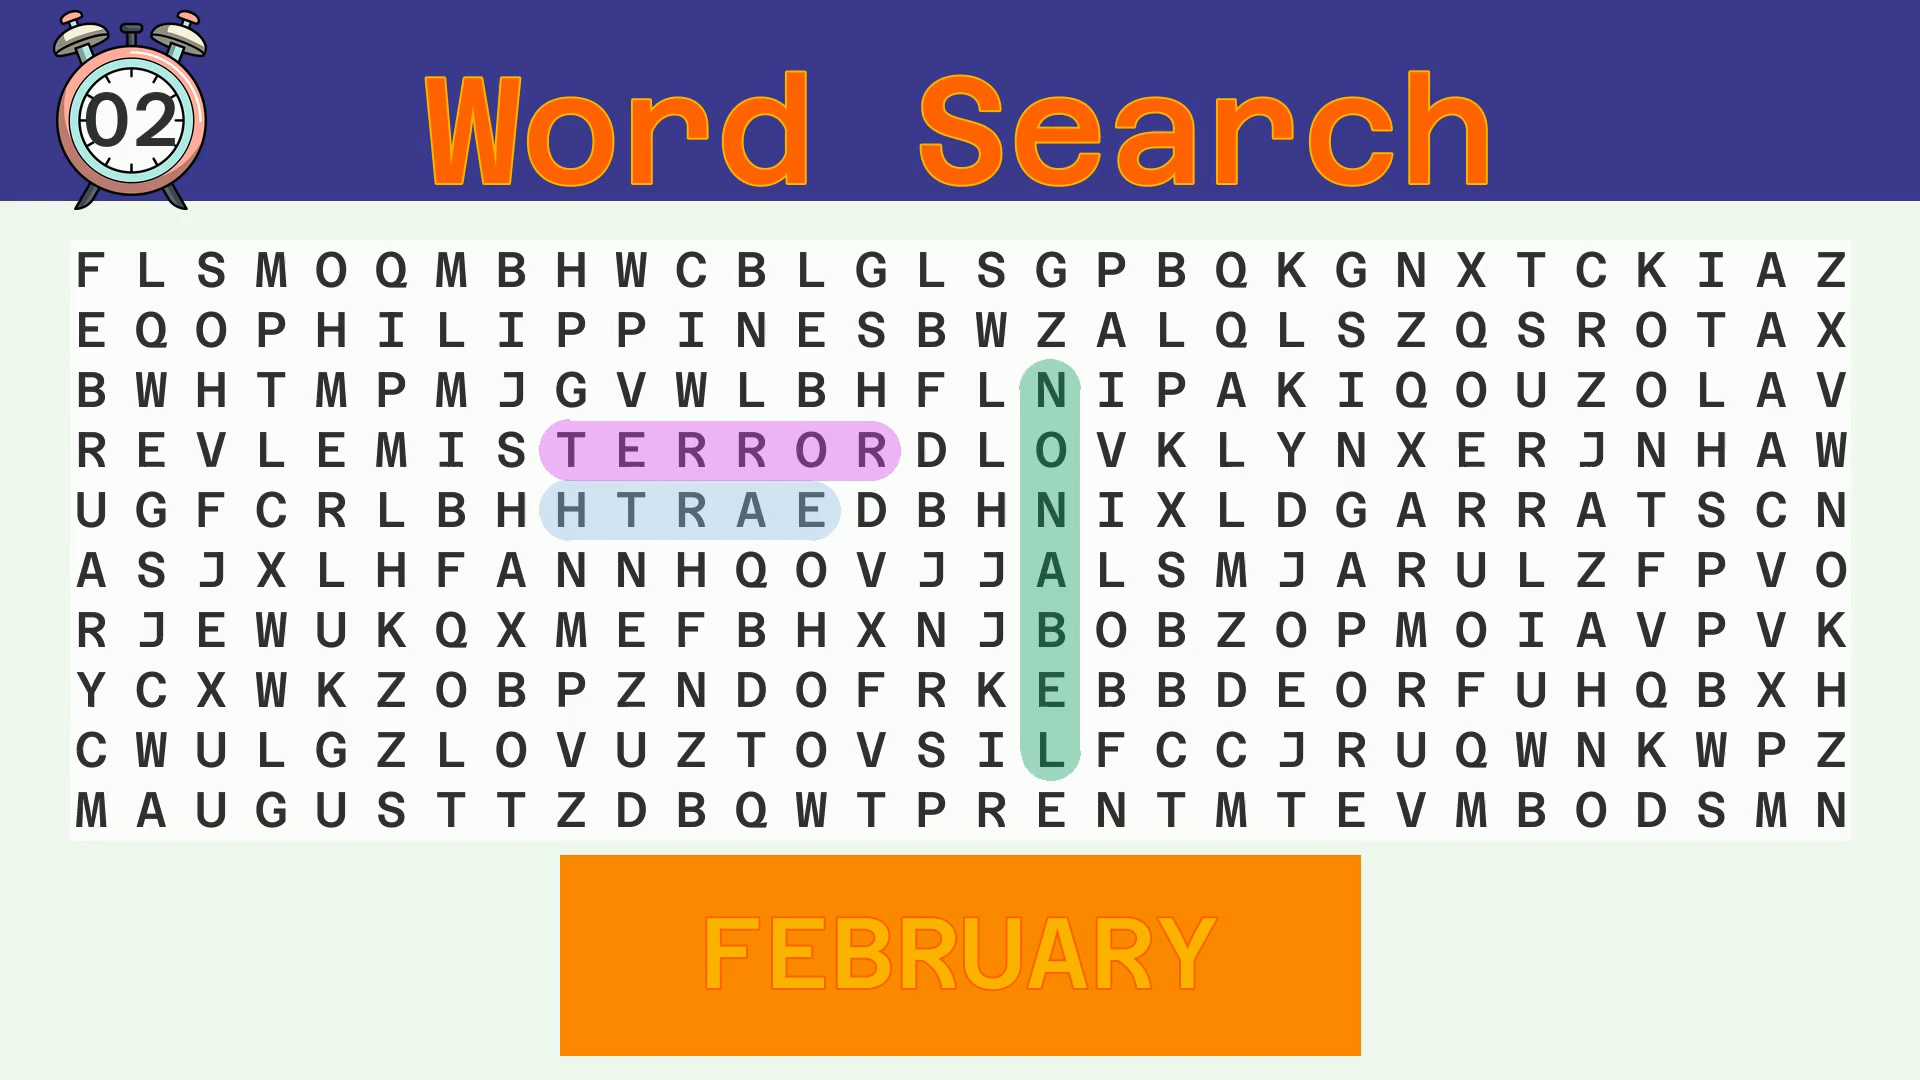 02
Word Search
F L S M O Q M B H W C B L G L S G P B Q K G N X T C K I A Z
E Q O P H I L I P P I N E S B W Z A L Q L S Z Q S R O T A X
B W H T M P M J G V W L B H F L N I P A K I Q O U Z O L A V
R E V L E M I S T E R R O R D L O V K L Y N X E R J N H A W
U G F C R L B H H T R A E D B H N I X L D G A R R A T S C N
A S J X L H F A N N H Q O V J J A L S M J A R U L Z F P V O
R J E W U K Q X M E F B H X N J B O B Z O P M O I A V P V K
Y C X W K Z O B P Z N D O F R K E B B D E O R F U H Q B X H
C W U L G Z L O V U Z T O V S I L F C C J R U Q W N K W P Z
M A U G U S T T Z D B Q W T P R E N T M T E V M B O D S M N
FEBRUARY